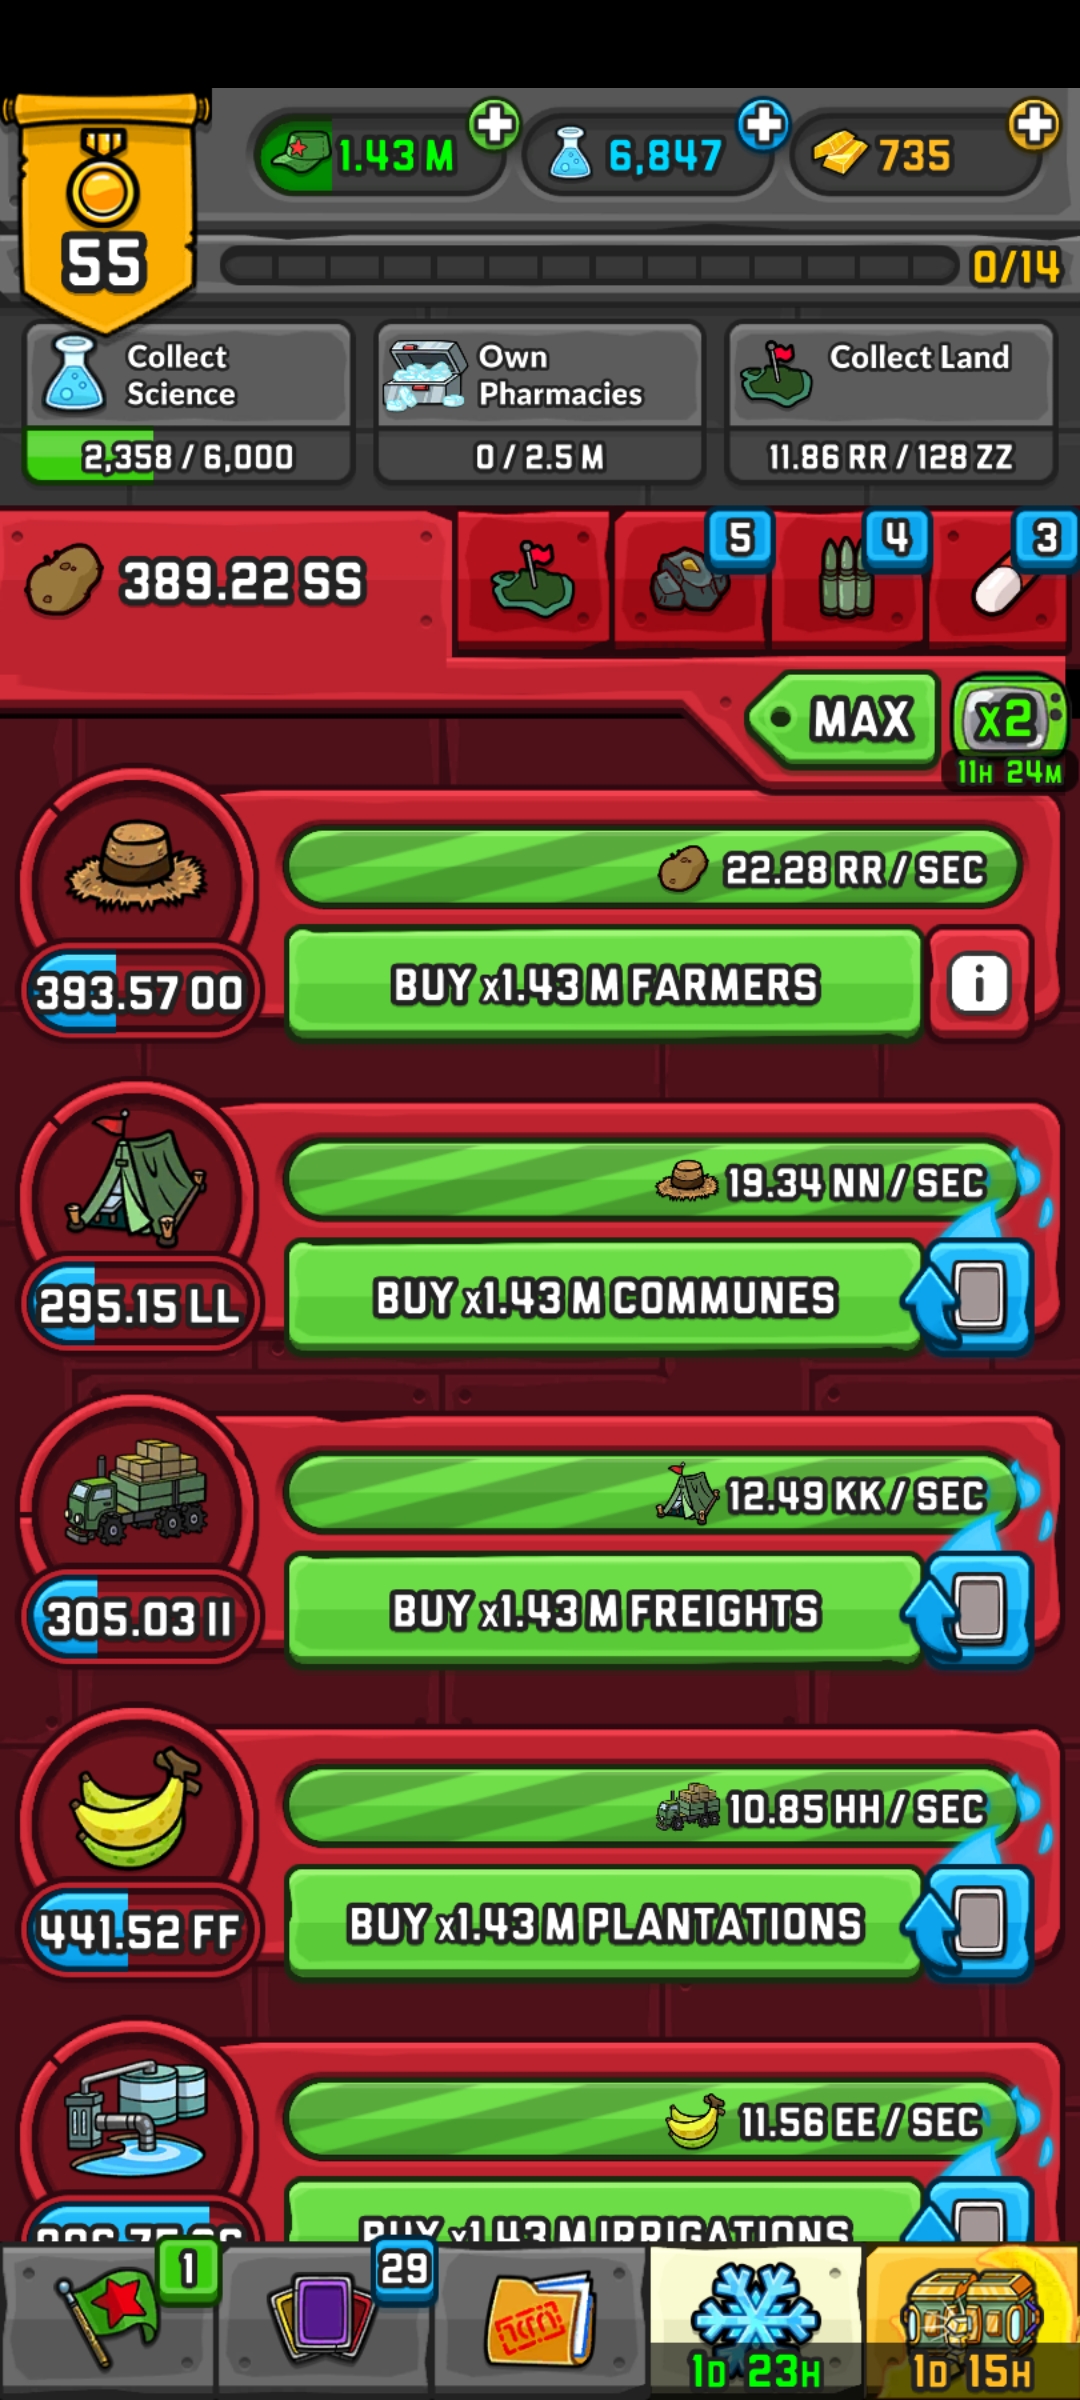 1.43 M
6,847
735
55
0/14
Collect
Science
2,358 / 6,000
Own
Pharmacies
0 / 2.5 M
Collect Land
11.86 RR / 128 ZZ
389.22 SS
5
4
3
MAX
x2
11H 24M
22.28 RR / SEC
393.57 OO
BUY x1.43 M FARMERS
i
19.34 NN / SEC
295.15 LL
BUY x1.43 M COMMUNES
12.49 KK / SEC
305.03 II
BUY x1.43 M FREIGHTS
10.85 HH / SEC
441.52 FF
BUY x1.43 M PLANTATIONS
11.56 EE / SEC
BUY x1.43 M IRRIGATIONS
1
29
1D 23H
1D 15H